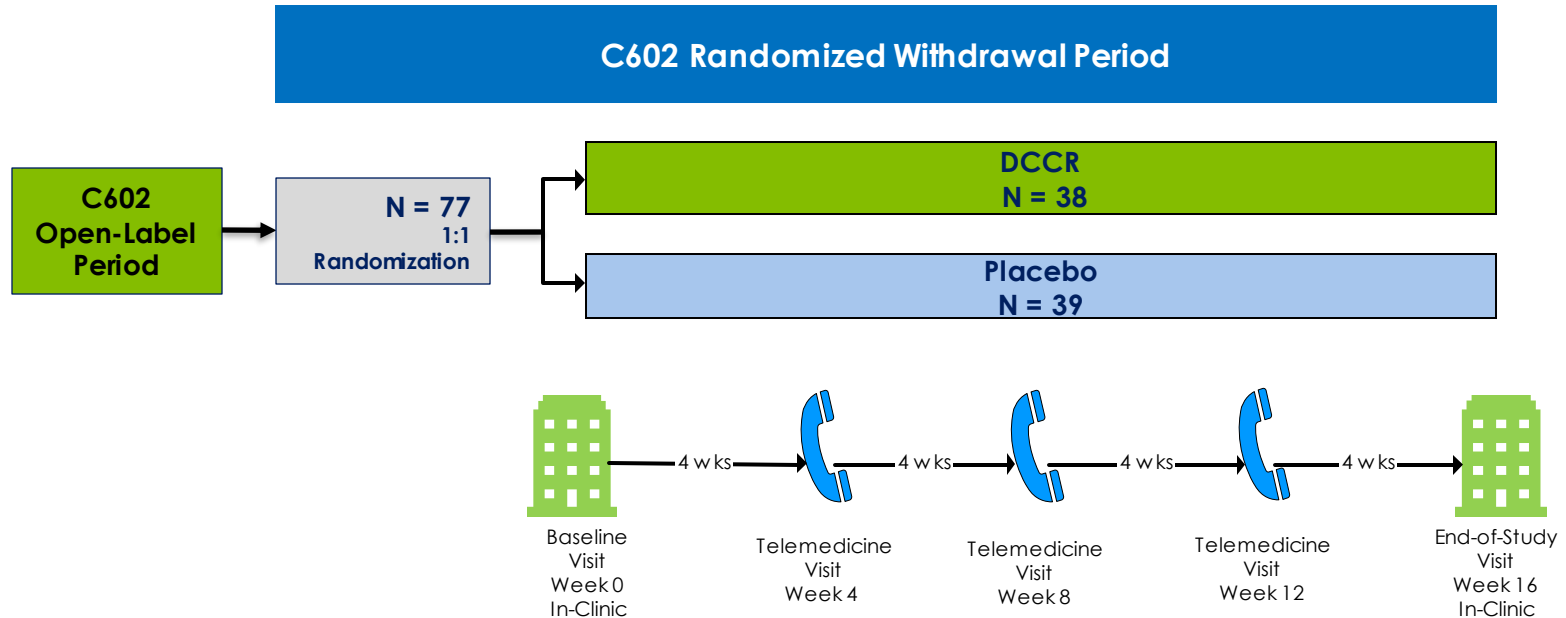 C602 Randomized Withdrawal Period
C602
Open-Label
Period
N = 77
1:1
Randomization
DCCR
N = 38
Placebo
N = 39
4 wks
4 wks
4 wks
4 wks
Baseline
Visit
Week 0
In-Clinic
Telemedicine
Visit
Week 4
Telemedicine
Visit
Week 8
Telemedicine
Visit
Week 12
End-of-Study
Visit
Week 16
In-Clinic